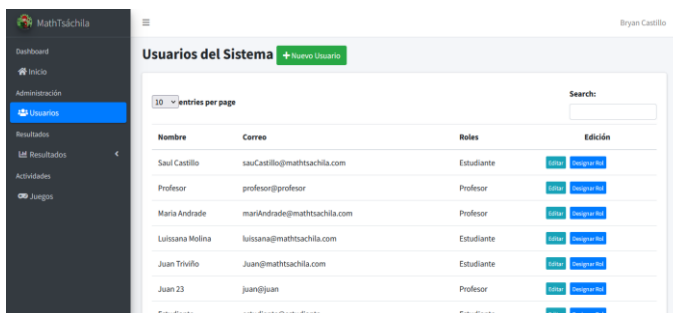 MathTsáchila
Bryan Castillo
Dashboard
Inicio
Administración
Usuarios
Resultados
Resultados
Actividades
Juegos
Usuarios del Sistema
+Nuevo Usuario
10 entries per page
Search:
Nombre Correo Roles Edición
Saul Castillo sauCastillo@mathtsachila.com Estudiante Editar Designar Rol
Profesor profesor@profesor Profesor Editar Designar Rol
Maria Andrade mariAndrade@mathtsachila.com Profesor Editar Designar Rol
Luissana Molina luissana@mathtsachila.com Estudiante Editar Designar Rol
Juan Triviño Juan@mathtsachila.com Estudiante Editar Designar Rol
Juan 23 juan@juan Profesor Editar Designar Rol